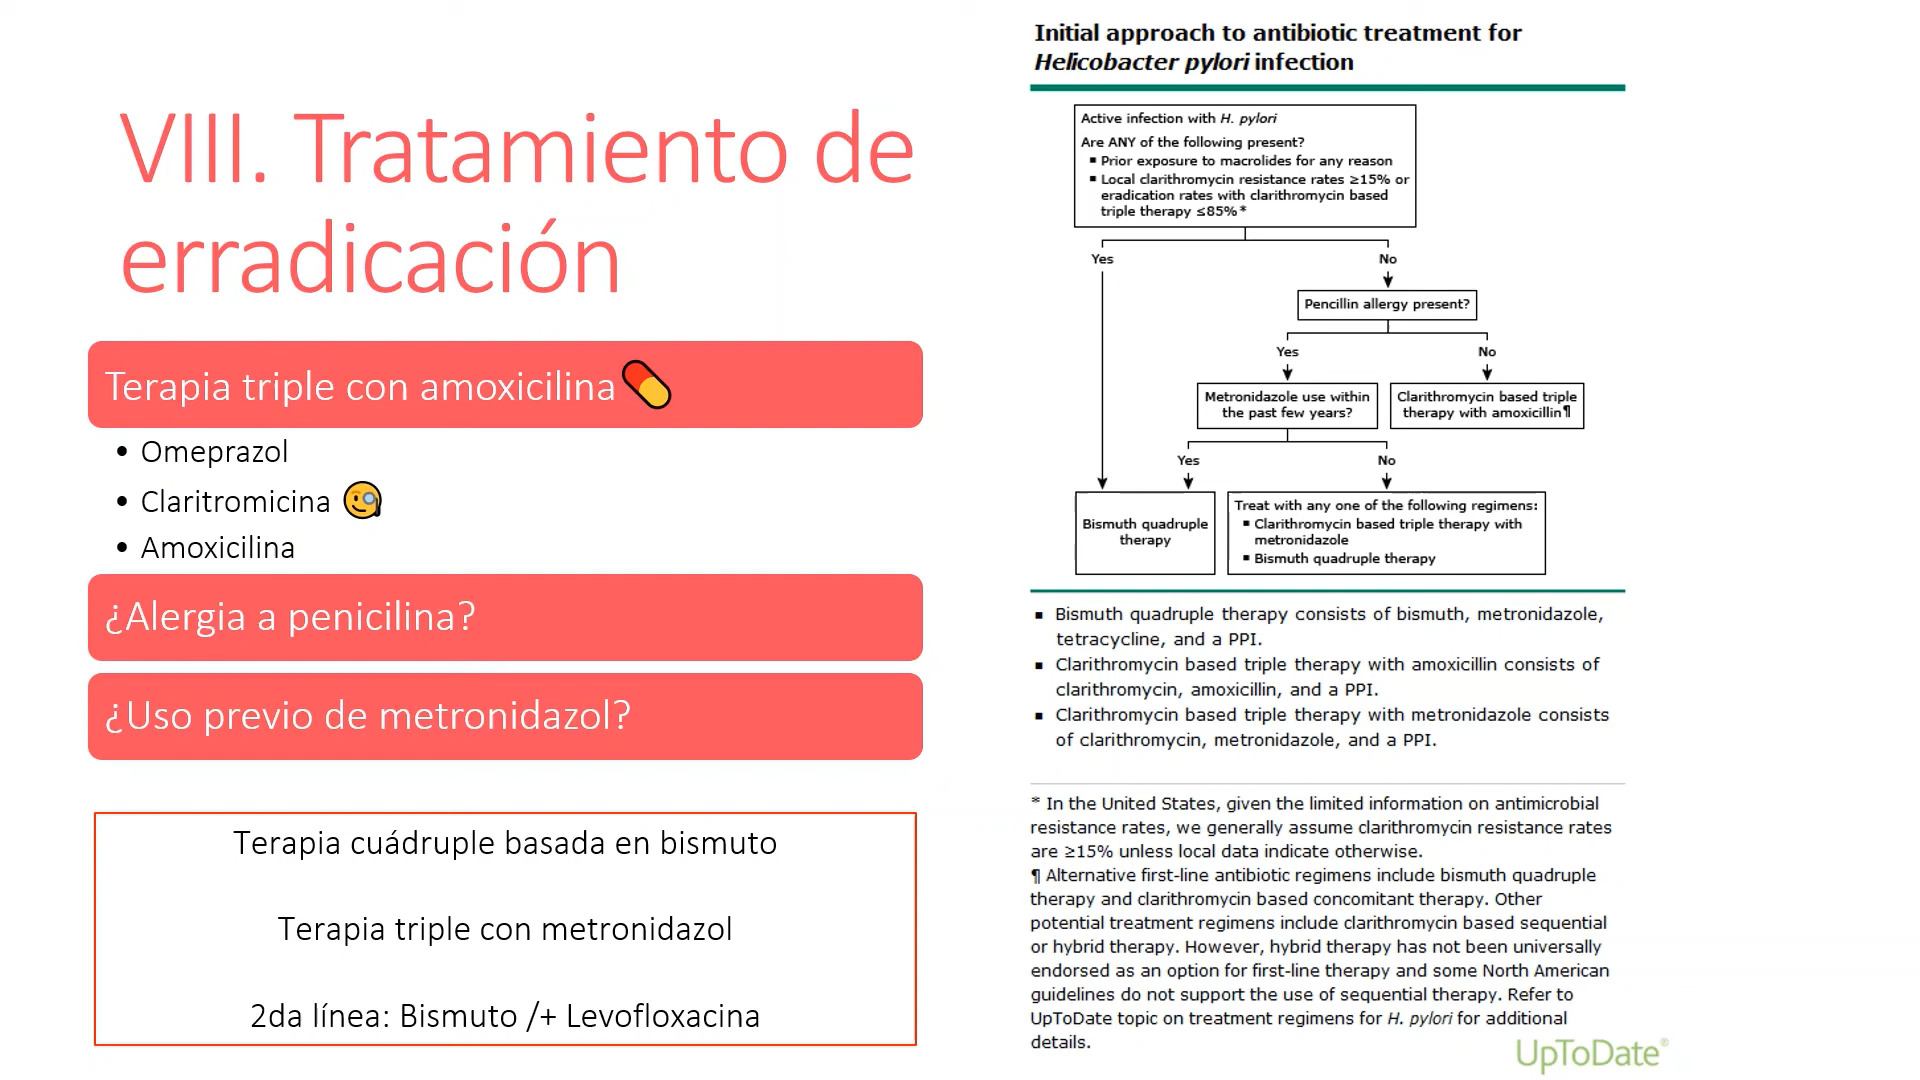 VIII. Tratamiento de
erradicación
Terapia triple con amoxicilina
• Omeprazol
• Claritromicina
• Amoxicilina
¿Alergia a penicilina?
¿Uso previo de metronidazol?
Terapia cuádruple basada en bismuto
Terapia triple con metronidazol
2da línea: Bismuto /+ Levofloxacina
Initial approach to antibiotic treatment for
Helicobacter pylori infection
Active infection with H. pylori
Are ANY of the following present?
▪ Prior exposure to macrolides for any reason
▪ Local clarithromycin resistance rates ≥15% or
eradication rates with clarithromycin based
triple therapy ≤85%*
Yes
No
Pencillin allergy present?
Yes
No
Metronidazole use within
the past few years?
Clarithromycin based triple
therapy with amoxicillin¶
Yes
No
Bismuth quadruple
therapy
Treat with any one of the following regimens:
▪ Clarithromycin based triple therapy with
metronidazole
▪ Bismuth quadruple therapy
▪ Bismuth quadruple therapy consists of bismuth, metronidazole,
tetracycline, and a PPI.
▪ Clarithromycin based triple therapy with amoxicillin consists of
clarithromycin, amoxicillin, and a PPI.
▪ Clarithromycin based triple therapy with metronidazole consists
of clarithromycin, metronidazole, and a PPI.
* In the United States, given the limited information on antimicrobial
resistance rates, we generally assume clarithromycin resistance rates
are ≥15% unless local data indicate otherwise.
¶ Alternative first-line antibiotic regimens include bismuth quadruple
therapy and clarithromycin based concomitant therapy. Other
potential treatment regimens include clarithromycin based sequential
or hybrid therapy. However, hybrid therapy has not been universally
endorsed as an option for first-line therapy and some North American
guidelines do not support the use of sequential therapy. Refer to
UpToDate topic on treatment regimens for H. pylori for additional
details.
UpToDate®